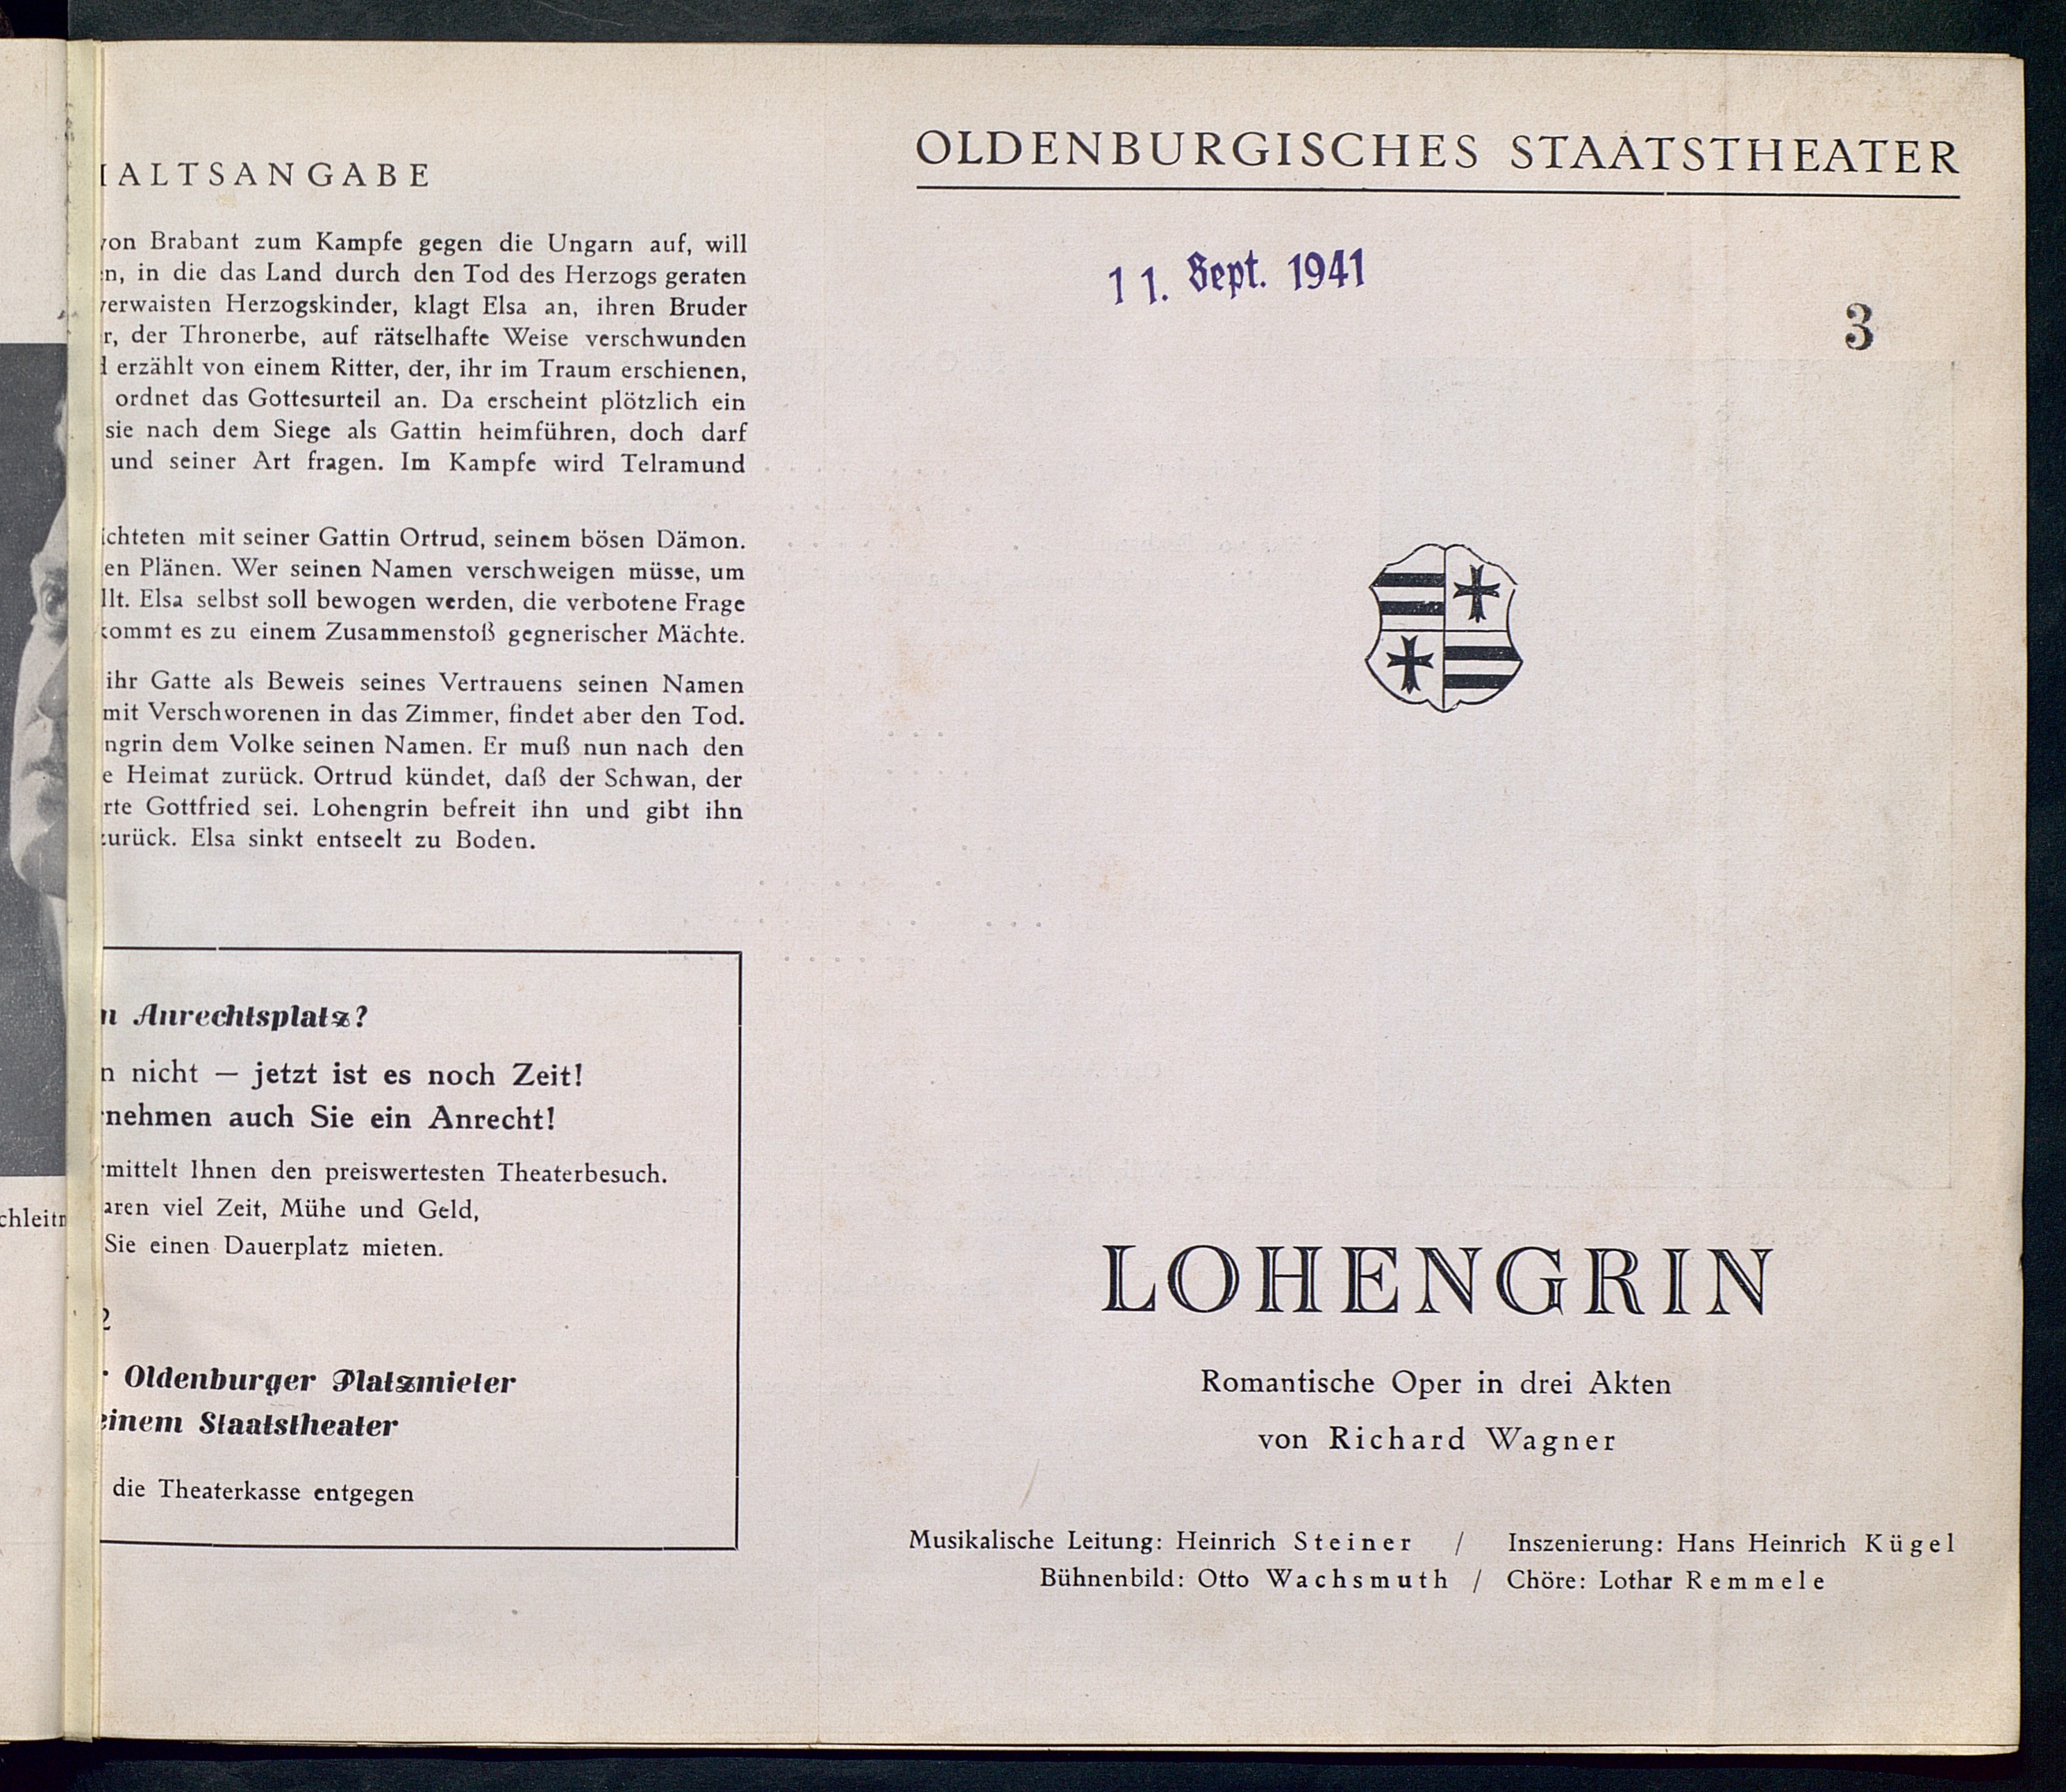 HALTSANGABE
von Brabant zum Kampfe gegen die Ungarn auf, will
in die das Land durch den Tod des Herzogs geraten
verwaisten Herzogskinder, klagt Elsa an, ihren Bruder
r, der Thronerbe, auf rätselhafte Weise verschwunden
erzählt von einem Ritter, der, ihr im Traum erschienen,
ordnet das Gottesurteil an. Da erscheint plötzlich ein
sie nach dem Siege als Gattin heimführen, doch darf
und seiner Art fragen. Im Kampfe wird Telramund
ichteten mit seiner Gattin Ortrud, seinem bösen Dämon.
en Plänen. Wer seinen Namen verschweigen müsse, um
llt. Elsa selbst soll bewogen werden, die verbotene Frage
kommt es zu einem Zusammenstoß gegnerischer Mächte.
ihr Gatte als Beweis seines Vertrauens seinen Namen
mit Verschworenen in das Zimmer, findet aber den Tod.
ngrin dem Volke seinen Namen. Er muß nun nach den
e Heimat zurück. Ortrud kündet, daß der Schwan, der
rte Gottfried sei. Lohengrin befreit ihn und gibt ihn
zurück. Elsa sinkt entseelt zu Boden.
n Anrechtsplatz?
n nicht — jetzt ist es noch Zeit!
nehmen auch Sie ein Anrecht!
mittelt Ihnen den preiswertesten Theaterbesuch.
aren viel Zeit, Mühe und Geld,
Sie einen Dauerplatz mieten.
2
r Oldenburger Platzmieter
einem Staatstheater
die Theaterkasse entgegen
chleitn
OLDENBURGISCHES STAATSTHEATER
11. Sept. 1941
3
LOHENGRIN
Romantische Oper in drei Akten
von Richard Wagner
Musikalische Leitung: Heinrich Steiner / Inszenierung: Hans Heinrich Kügel
Bühnenbild: Otto Wachsmuth / Chöre: Lothar Remmele